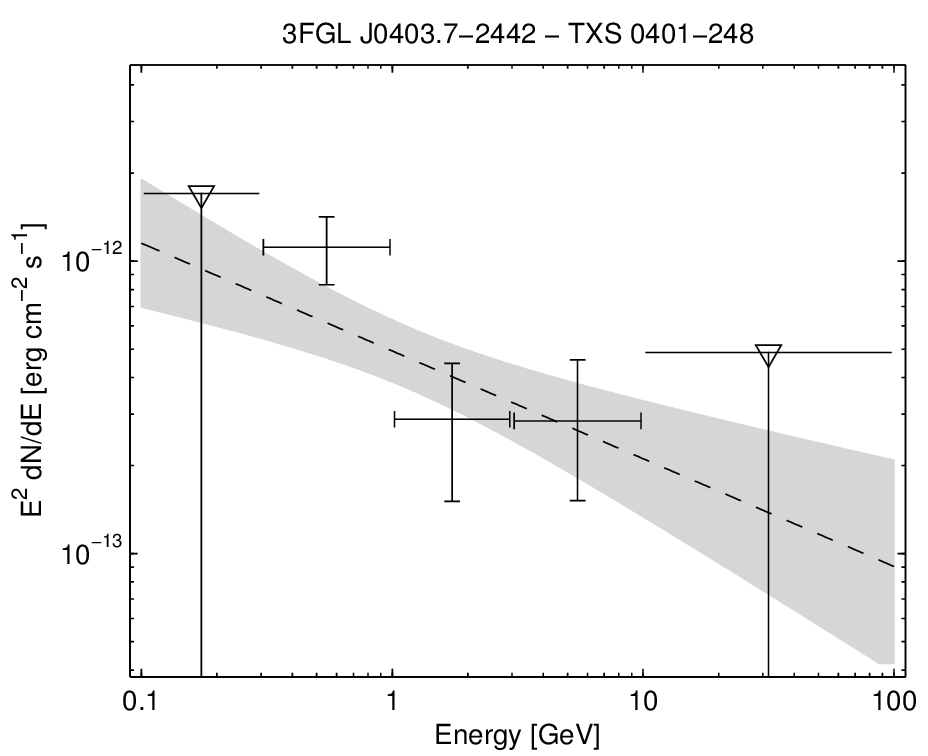 3FGL J0403.7−2442 − TXS 0401−248
E² dN/dE [erg cm⁻² s⁻¹]
10⁻¹²
10⁻¹³
0.1 1 10 100
Energy [GeV]